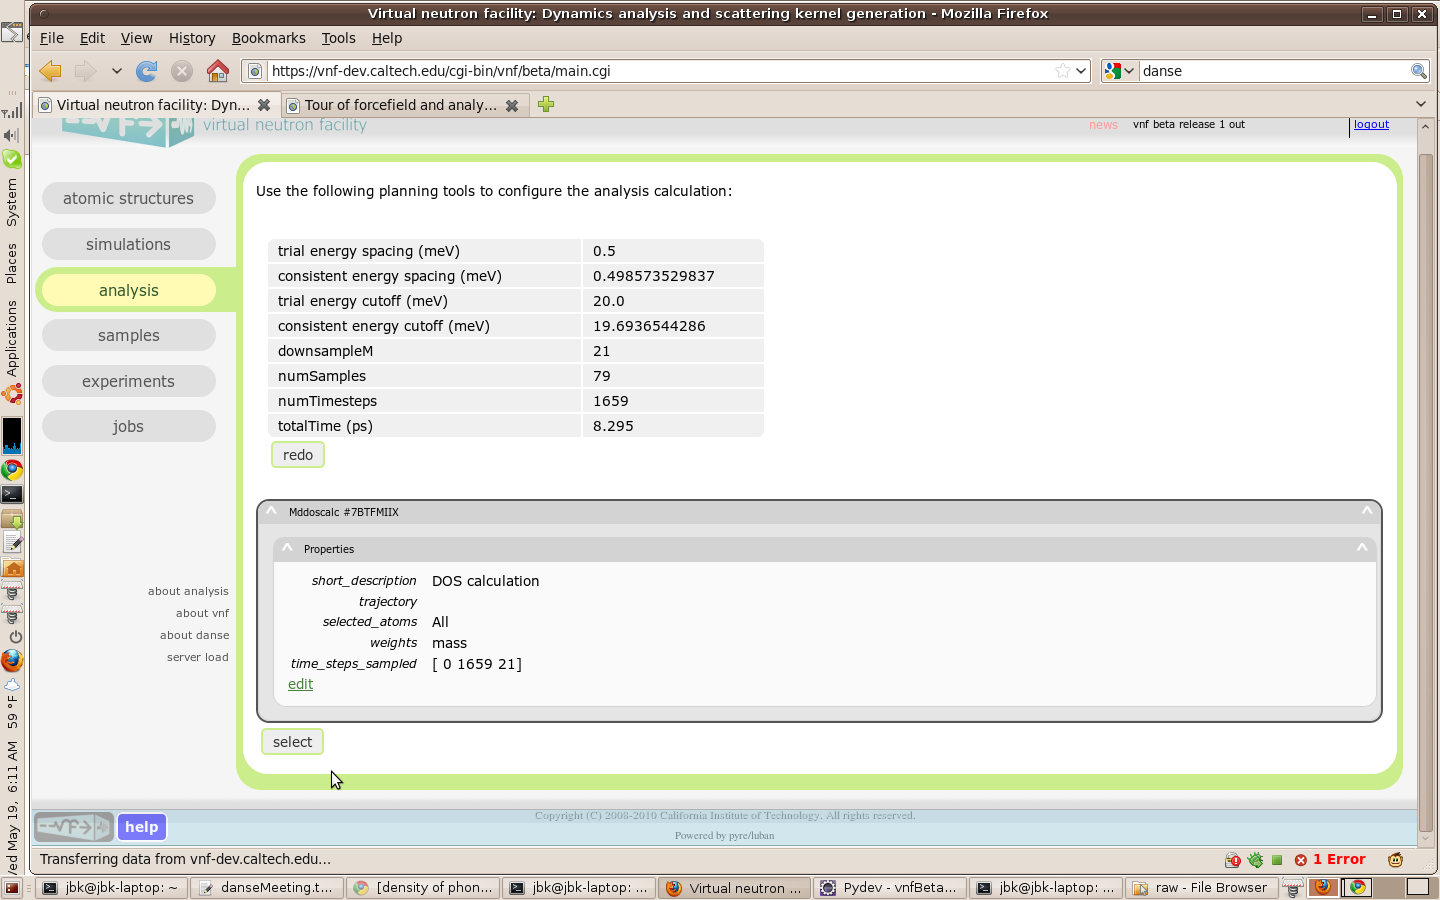 Virtual neutron facility: Dynamics analysis and scattering kernel generation - Mozilla Firefox
File Edit View History Bookmarks Tools Help
https://vnf-dev.caltech.edu/cgi-bin/vnf/beta/main.cgi
danse
Virtual neutron facility: Dyn...
Tour of forcefield and analy...
virtual neutron facility
news
vnf beta release 1 out
logout
atomic structures
simulations
analysis
samples
experiments
jobs
about analysis
about vnf
about danse
server load
Use the following planning tools to configure the analysis calculation:
trial energy spacing (meV) 0.5
consistent energy spacing (meV) 0.498573529837
trial energy cutoff (meV) 20.0
consistent energy cutoff (meV) 19.6936544286
downsampleM 21
numSamples 79
numTimesteps 1659
totalTime (ps) 8.295
redo
Mddoscalc #7BTFMIIX
Properties
short_description DOS calculation
trajectory
selected_atoms All
weights mass
time_steps_sampled [ 0 1659 21]
edit
select
help
Copyright (C) 2008-2010 California Institute of Technology. All rights reserved.
Powered by pyre/luban
Transferring data from vnf-dev.caltech.edu...
1 Error
System
Places
Applications
59 °F
6:11 AM
ed May 19,
jbk@jbk-laptop: ~
danseMeeting.t...
[density of phon...
jbk@jbk-laptop: ...
Virtual neutron ...
Pydev - vnfBeta...
jbk@jbk-laptop: ...
raw - File Browser